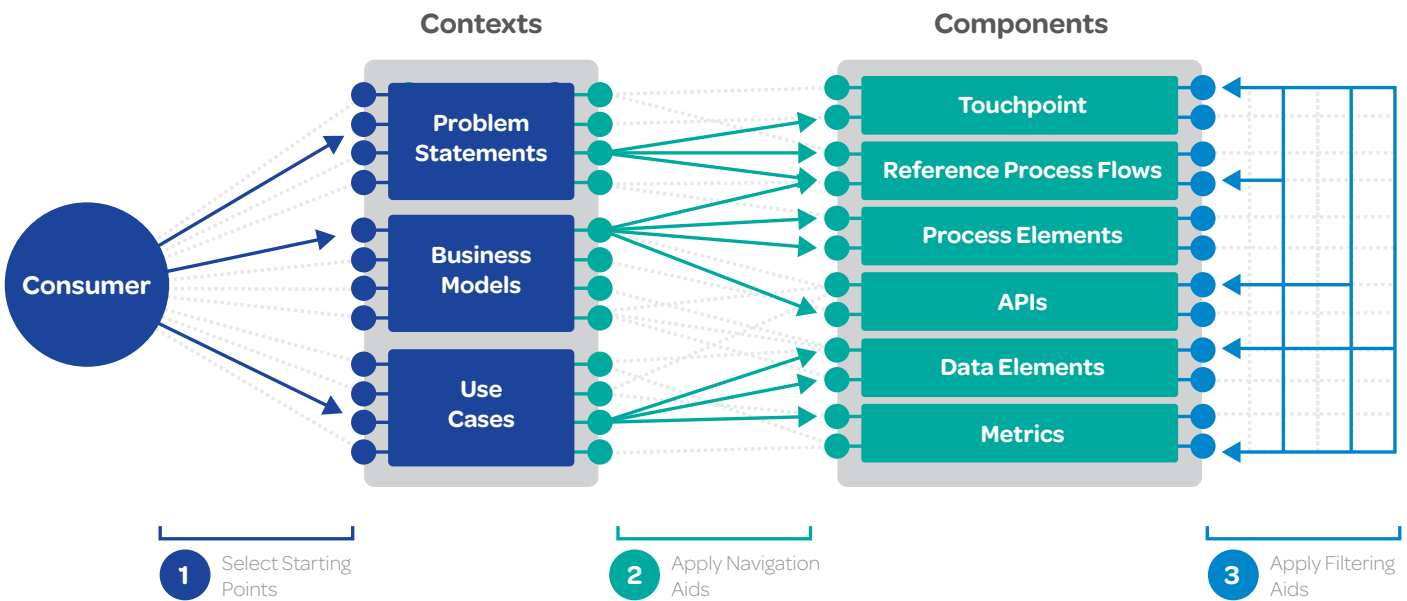 Contexts
Components
Consumer
Problem
Statements
Business
Models
Use
Cases
Touchpoint
Reference Process Flows
Process Elements
APIs
Data Elements
Metrics
1
Select Starting
Points
2
Apply Navigation
Aids
3
Apply Filtering
Aids